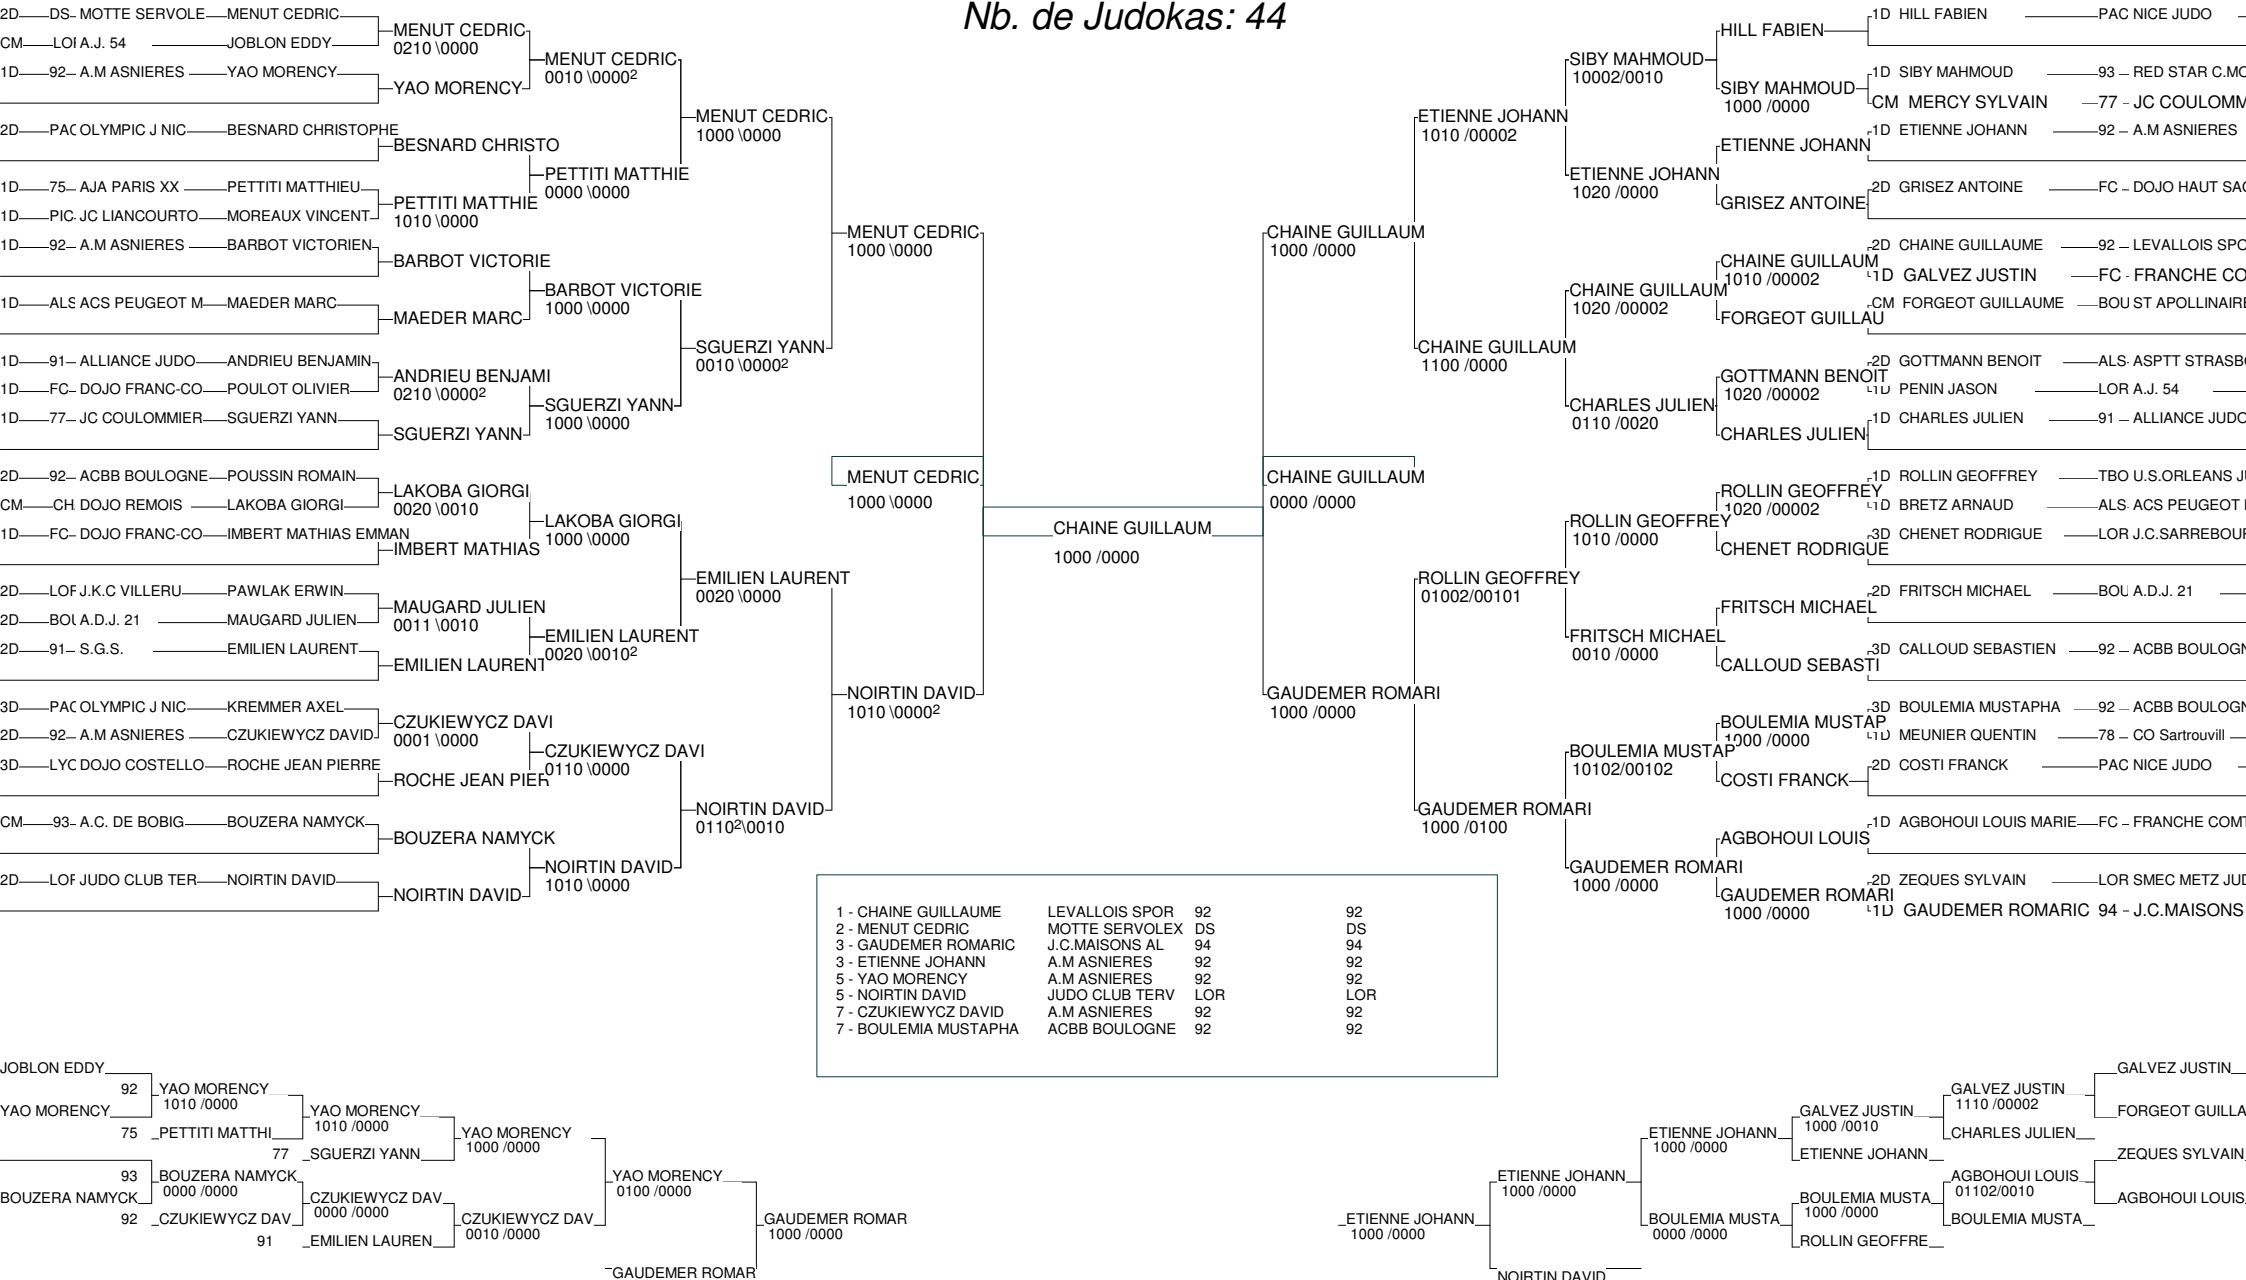 Nb. de Judokas: 44
2D DS- MOTTE SERVOLE MENUT CEDRIC
CM LOI A.J. 54 JOBLON EDDY
1D 92 A.M ASNIERES YAO MORENCY
2D PAC OLYMPIC J NIC BESNARD CHRISTOPHE
1D 75 AJA PARIS XX PETTITI MATTHIEU
1D PIC JC LIANCOURTO MOREAUX VINCENT
1D 92 A.M ASNIERES BARBOT VICTORIEN
1D ALS ACS PEUGEOT M MAEDER MARC
1D 91 ALLIANCE JUDO ANDRIEU BENJAMIN
1D FC DOJO FRANC-CO POULOT OLIVIER
1D 77 JC COULOMMIER SGUERZI YANN
2D 92 ACBB BOULOGNE POUSSIN ROMAIN
CM CH DOJO REMOIS LAKOBA GIORGI
1D FC DOJO FRANC-CO IMBERT MATHIAS EMMAN
2D LOF J.K.C VILLERU PAWLAK ERWIN
2D BOU A.D.J. 21 MAUGARD JULIEN
2D 91 S.G.S. EMILIEN LAURENT
3D PAC OLYMPIC J NIC KREMMER AXEL
2D 92 A.M ASNIERES CZUKIEWYCZ DAVID
3D LYC DOJO COSTELLO ROCHE JEAN PIERRE
CM 93 A.C. DE BOBIG BOUZERA NAMYCK
2D LOF JUDO CLUB TER NOIRTIN DAVID
MENUT CEDRIC
0210 \0000
YAO MORENCY
BESNARD CHRISTO
PETTITI MATTHIE
1010 \0000
BARBOT VICTORIE
MAEDER MARC
ANDRIEU BENJAMI
0210 \0000²
SGUERZI YANN
LAKOBA GIORGI
0020 \0010
IMBERT MATHIAS
MAUGARD JULIEN
0011 \0010
EMILIEN LAURENT
CZUKIEWYCZ DAVI
0001 \0000
ROCHE JEAN PIER
BOUZERA NAMYCK
NOIRTIN DAVID
MENUT CEDRIC
0010 \0000²
PETTITI MATTHIE
0000 \0000
BARBOT VICTORIE
1000 \0000
SGUERZI YANN
1000 \0000
LAKOBA GIORGI
1000 \0000
EMILIEN LAURENT
0020 \0010²
CZUKIEWYCZ DAVI
0110 \0000
NOIRTIN DAVID
1010 \0000
MENUT CEDRIC
1000 \0000
SGUERZI YANN
0010 \0000²
EMILIEN LAURENT
0020 \0000
NOIRTIN DAVID
0110²\0010
MENUT CEDRIC
1000 \0000
NOIRTIN DAVID
1010 \0000²
MENUT CEDRIC
1000 \0000
CHAINE GUILLAUM
1000 /0000
CHAINE GUILLAUM
0000 /0000
CHAINE GUILLAUM
1000 /0000
GAUDEMER ROMARI
1000 /0000
ETIENNE JOHANN
1010 /00002
CHAINE GUILLAUM
1100 /0000
ROLLIN GEOFFREY
01002/00101
GAUDEMER ROMARI
1000 /0100
SIBY MAHMOUD
10002/0010
ETIENNE JOHANN
1020 /0000
CHAINE GUILLAUM
1020 /00002
CHARLES JULIEN
0110 /0020
ROLLIN GEOFFREY
1010 /0000
FRITSCH MICHAEL
0010 /0000
BOULEMIA MUSTAP
10102/00102
GAUDEMER ROMARI
1000 /0000
HILL FABIEN
SIBY MAHMOUD
1000 /0000
ETIENNE JOHANN
GRISEZ ANTOINE
CHAINE GUILLAUM
1010 /00002
FORGEOT GUILLAU
GOTTMANN BENOIT
1020 /00002
CHARLES JULIEN
ROLLIN GEOFFREY
1020 /00002
CHENET RODRIGUE
FRITSCH MICHAEL
CALLOUD SEBASTI
BOULEMIA MUSTAP
1000 /0000
COSTI FRANCK
AGBOHOUI LOUIS
GAUDEMER ROMARI
1000 /0000
1D HILL FABIEN PAC NICE JUDO
1D SIBY MAHMOUD 93 – RED STAR C.MO
CM MERCY SYLVAIN 77 - JC COULOMM
1D ETIENNE JOHANN 92 – A.M ASNIERES
2D GRISEZ ANTOINE FC – DOJO HAUT SAO
2D CHAINE GUILLAUME 92 – LEVALLOIS SPO
1D GALVEZ JUSTIN FC - FRANCHE CO
CM FORGEOT GUILLAUME BOU ST APOLLINAIRE
2D GOTTMANN BENOIT ALS- ASPTT STRASBO
1D PENIN JASON LOR A.J. 54
1D CHARLES JULIEN 91 – ALLIANCE JUDO
1D ROLLIN GEOFFREY TBO U.S.ORLEANS JU
1D BRETZ ARNAUD ALS- ACS PEUGEOT
3D CHENET RODRIGUE LOR J.C.SARREBOUR
2D FRITSCH MICHAEL BOU A.D.J. 21
3D CALLOUD SEBASTIEN 92 – ACBB BOULOGN
3D BOULEMIA MUSTAPHA 92 – ACBB BOULOGN
1D MEUNIER QUENTIN 78 – CO Sartrouvill
2D COSTI FRANCK PAC NICE JUDO
1D AGBOHOUI LOUIS MARIE FC – FRANCHE COMT
2D ZEQUES SYLVAIN LOR SMEC METZ JUD
1D GAUDEMER ROMARIC 94 - J.C.MAISONS
1 - CHAINE GUILLAUME LEVALLOIS SPOR 92 92
2 - MENUT CEDRIC MOTTE SERVOLEX DS DS
3 - GAUDEMER ROMARIC J.C.MAISONS AL 94 94
3 - ETIENNE JOHANN A.M ASNIERES 92 92
5 - YAO MORENCY A.M ASNIERES 92 92
5 - NOIRTIN DAVID JUDO CLUB TERV LOR LOR
7 - CZUKIEWYCZ DAVID A.M ASNIERES 92 92
7 - BOULEMIA MUSTAPHA ACBB BOULOGNE 92 92
JOBLON EDDY
92
YAO MORENCY
75
93
BOUZERA NAMYCK
92
YAO MORENCY
1010 /0000
PETTITI MATTHI
77
BOUZERA NAMYCK
0000 /0000
CZUKIEWYCZ DAV
91
YAO MORENCY
1010 /0000
SGUERZI YANN
CZUKIEWYCZ DAV
0000 /0000
EMILIEN LAUREN
YAO MORENCY
1000 /0000
CZUKIEWYCZ DAV
0010 /0000
YAO MORENCY
0100 /0000
GAUDEMER ROMAR
GAUDEMER ROMAR
1000 /0000
ETIENNE JOHANN
1000 /0000
ETIENNE JOHANN
1000 /0000
NOIRTIN DAVID
ETIENNE JOHANN
1000 /0000
BOULEMIA MUSTA
0000 /0000
GALVEZ JUSTIN
1000 /0010
ETIENNE JOHANN
BOULEMIA MUSTA
1000 /0000
ROLLIN GEOFFRE
GALVEZ JUSTIN
1110 /00002
CHARLES JULIEN
AGBOHOUI LOUIS
01102/0010
BOULEMIA MUSTA
GALVEZ JUSTIN
FORGEOT GUILLA
ZEQUES SYLVAIN
AGBOHOUI LOUIS